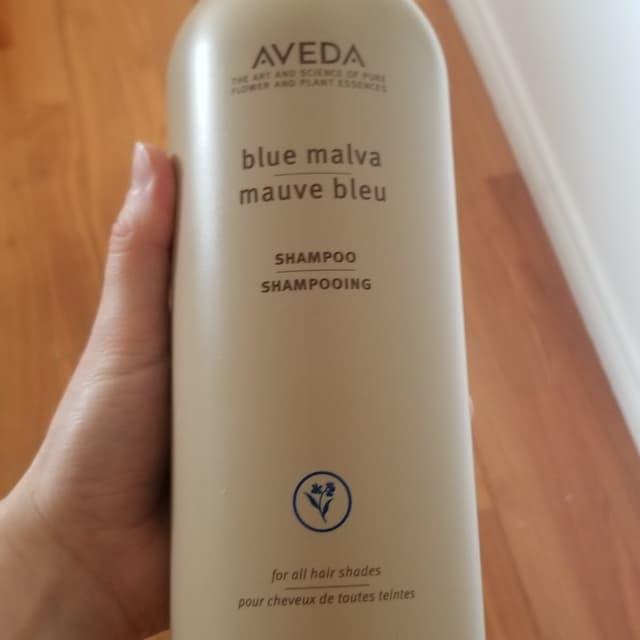 AVEDA
THE ART AND SCIENCE OF PURE
FLOWER AND PLANT ESSENCES
blue malva
mauve bleu
SHAMPOO
SHAMPOOING
for all hair shades
pour cheveux de toutes teintes